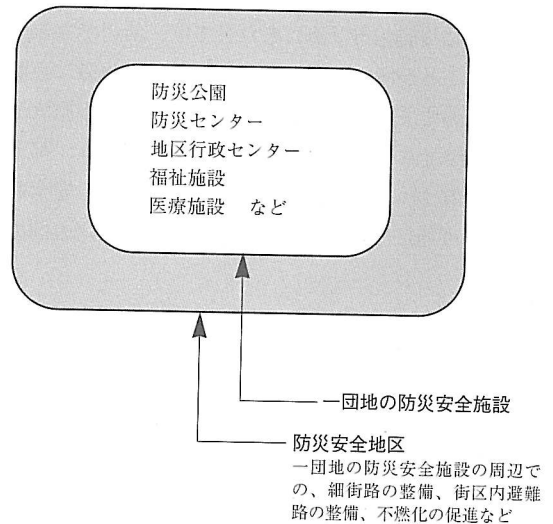 防災公園
防災センター
地区行政センター
福祉施設
医療施設　など
一団地の防災安全施設
防災安全地区
一団地の防災安全施設の周辺で
の、細街路の整備、街区内避難
路の整備、不燃化の促進など